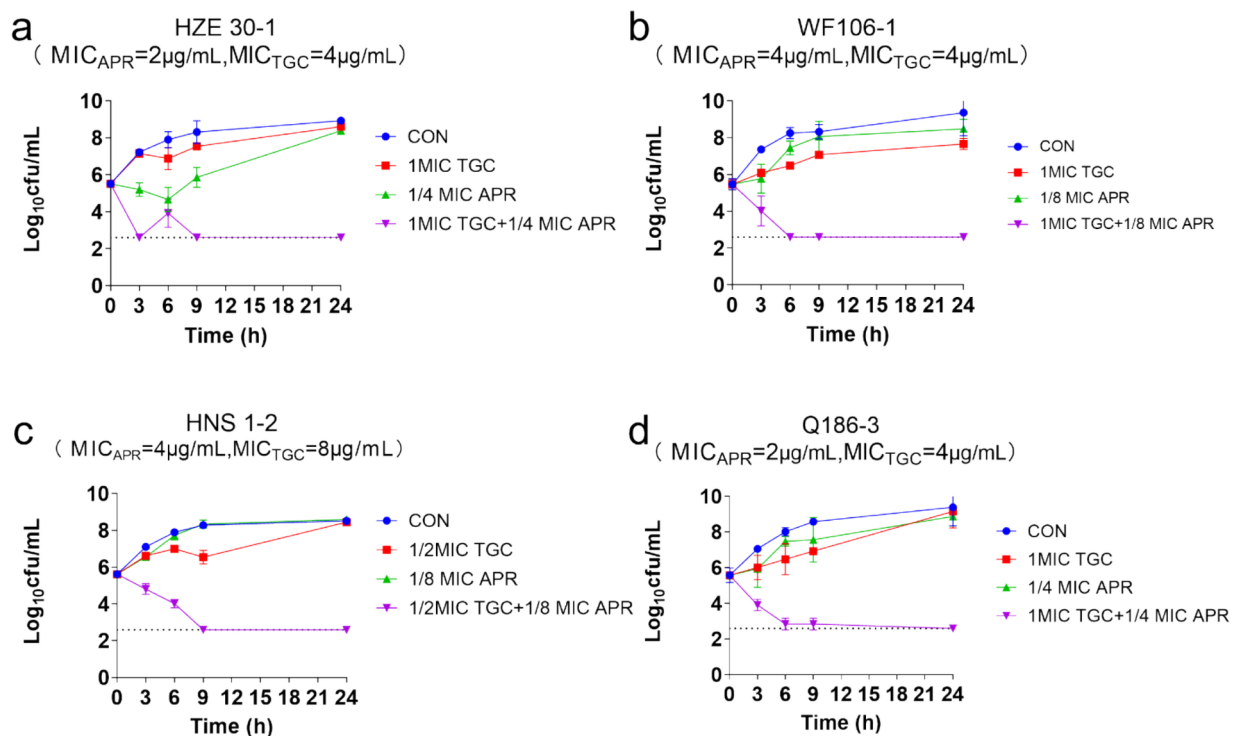 a
HZE 30-1
( MICAPR=2μg/mL,MICTGC=4μg/mL)
10
8
6
4
2
0
Log10cfu/mL
0 3 6 9 12 15 18 21 24
Time (h)
CON
1MIC TGC
1/4 MIC APR
1MIC TGC+1/4 MIC APR
b
WF106-1
( MICAPR=4μg/mL,MICTGC=4μg/mL)
10
8
6
4
2
0
Log10cfu/mL
0 3 6 9 12 15 18 21 24
Time (h)
CON
1MIC TGC
1/8 MIC APR
1MIC TGC+1/8 MIC APR
c
HNS 1-2
( MICAPR=4μg/mL,MICTGC=8μg/mL)
10
8
6
4
2
0
Log10cfu/mL
0 3 6 9 12 15 18 21 24
Time (h)
CON
1/2MIC TGC
1/8 MIC APR
1/2MIC TGC+1/8 MIC APR
d
Q186-3
( MICAPR=2μg/mL,MICTGC=4μg/mL)
10
8
6
4
2
0
Log10cfu/mL
0 3 6 9 12 15 18 21 24
Time (h)
CON
1MIC TGC
1/4 MIC APR
1MIC TGC+1/4 MIC APR